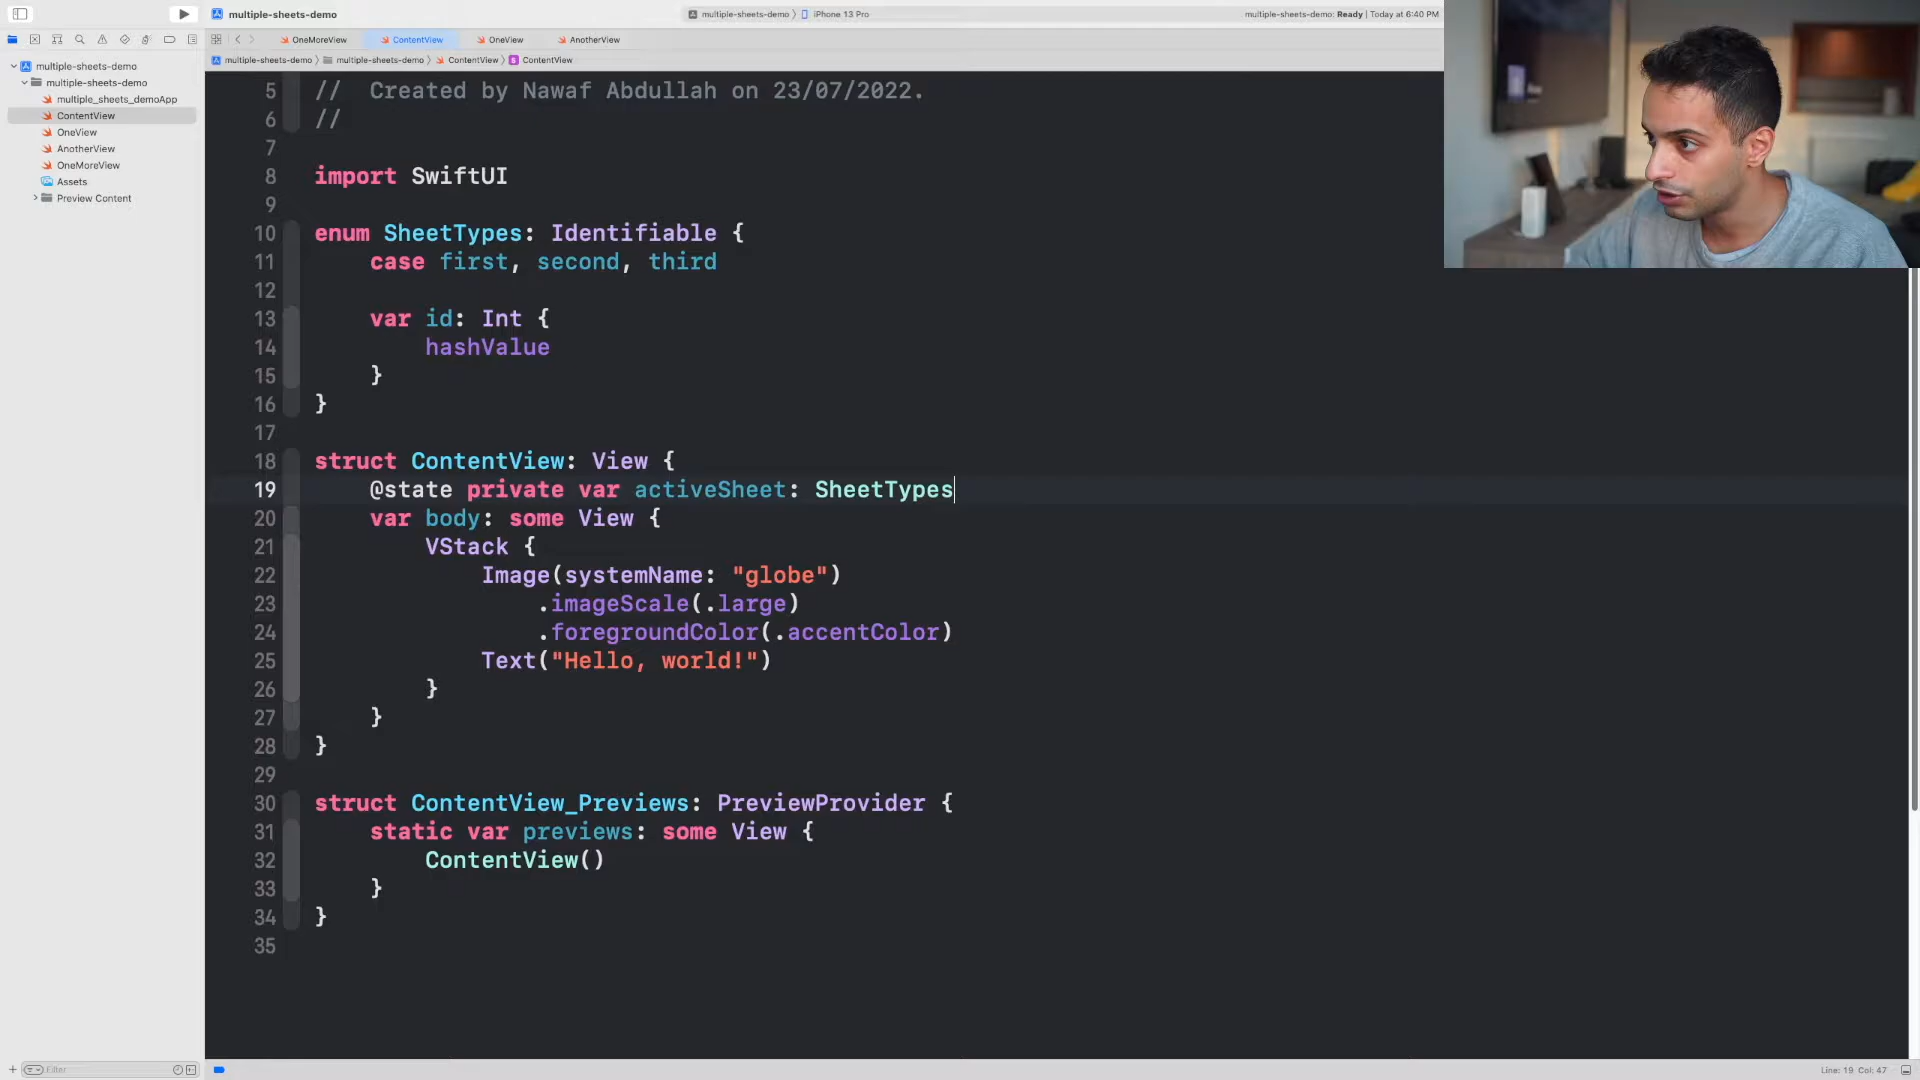 multiple-sheets-demo
multiple-sheets-demo 〉 iPhone 13 Pro
multiple-sheets-demo: Ready | Today at 6:40 PM
OneMoreView
ContentView
OneView
AnotherView
multiple-sheets-demo 〉 multiple-sheets-demo 〉 ContentView 〉 S ContentView
multiple-sheets-demo
multiple-sheets-demo
multiple_sheets_demoApp
ContentView
OneView
AnotherView
OneMoreView
Assets
Preview Content
5 //  Created by Nawaf Abdullah on 23/07/2022.
6 //
7
8 import SwiftUI
9
10 enum SheetTypes: Identifiable {
11     case first, second, third
12
13     var id: Int {
14         hashValue
15     }
16 }
17
18 struct ContentView: View {
19     @state private var activeSheet: SheetTypes
20     var body: some View {
21         VStack {
22             Image(systemName: "globe")
23                 .imageScale(.large)
24                 .foregroundColor(.accentColor)
25             Text("Hello, world!")
26         }
27     }
28 }
29
30 struct ContentView_Previews: PreviewProvider {
31     static var previews: some View {
32         ContentView()
33     }
34 }
35
Filter
Line: 19 Col: 47